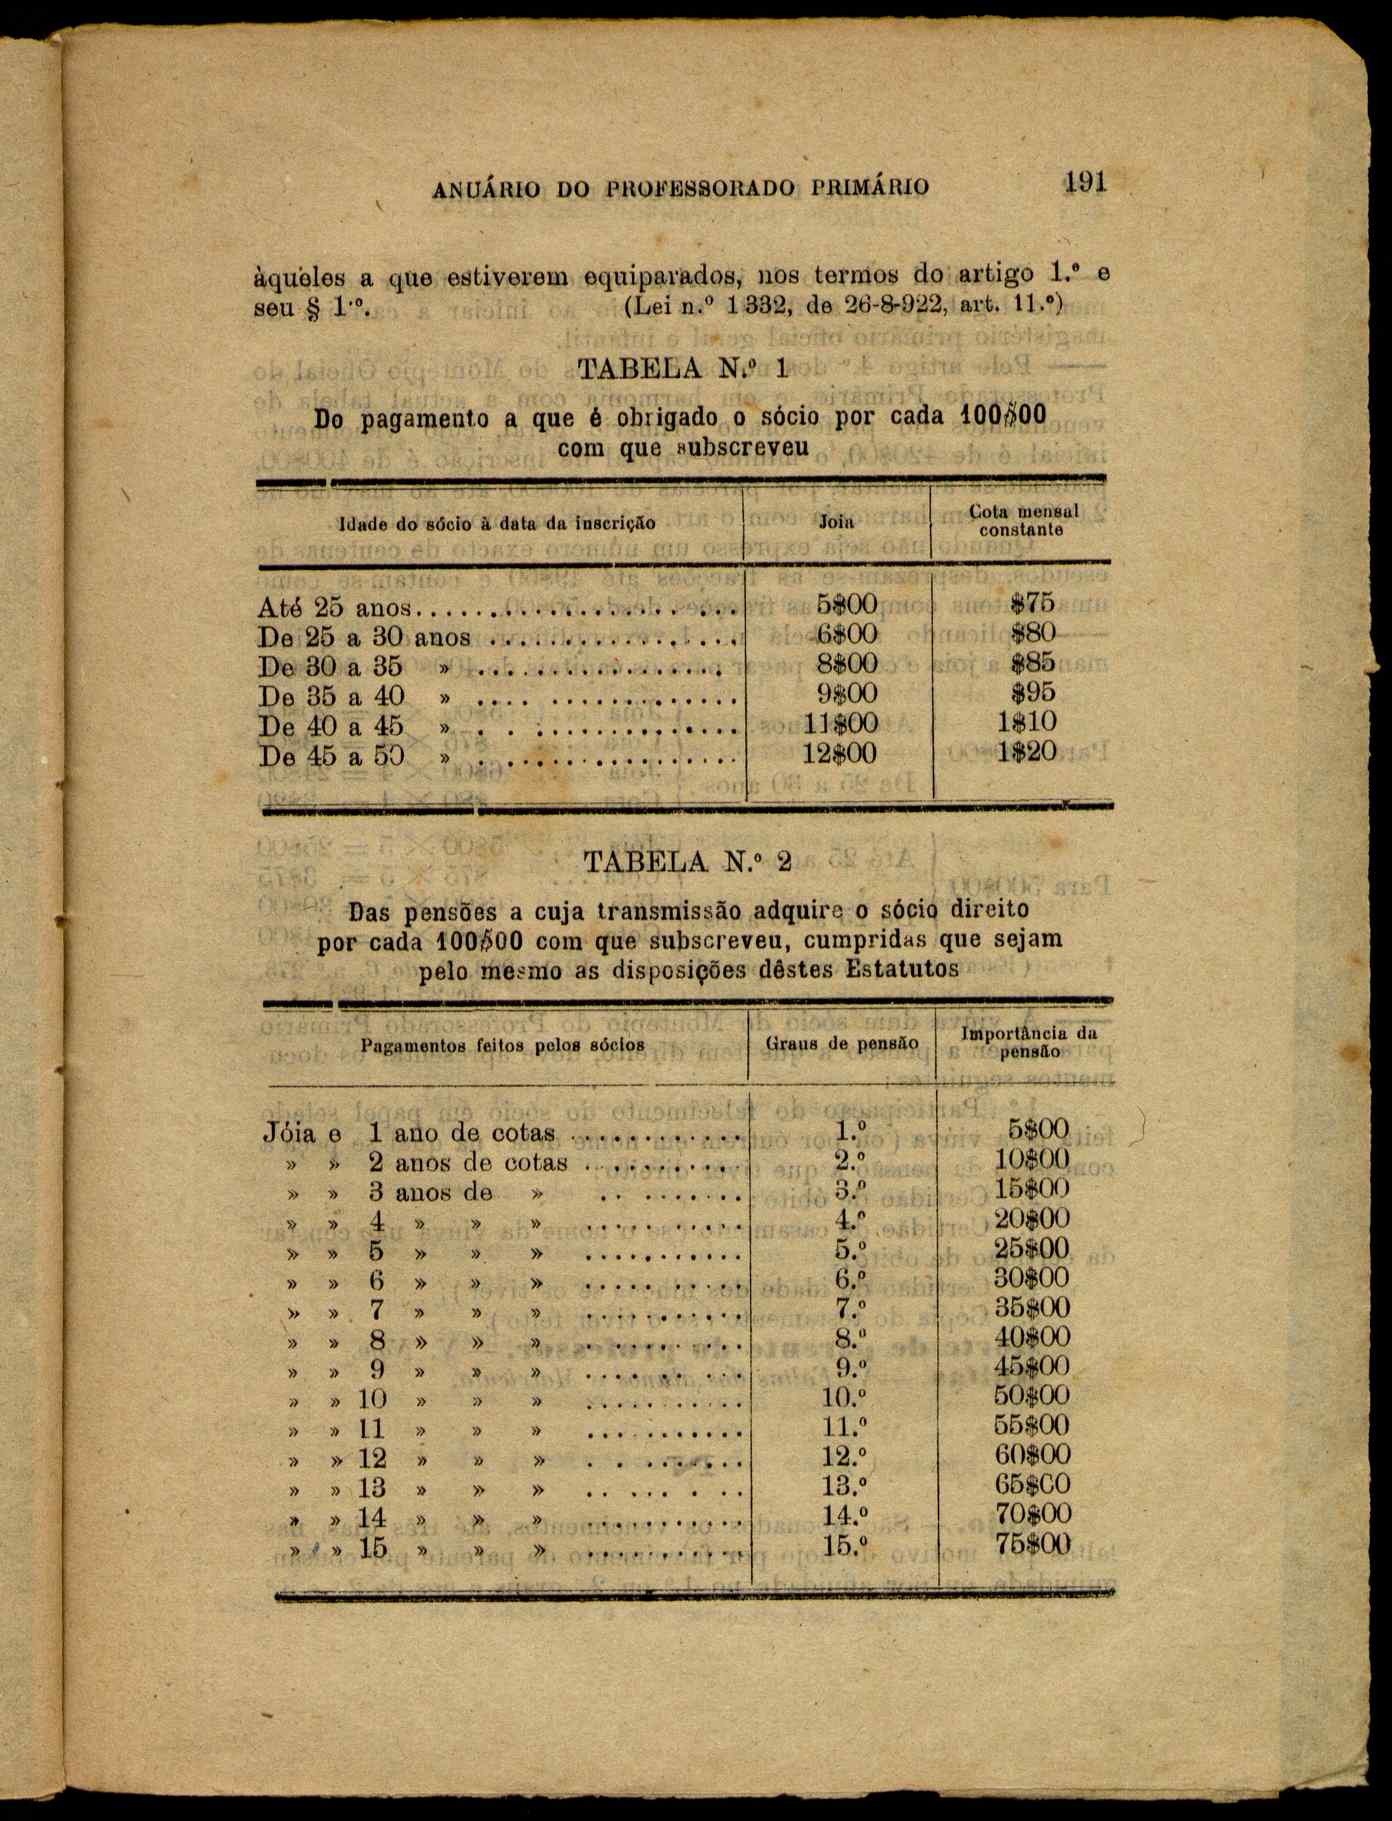 ANUÁRIO DO PROFESSORADO PRIMÁRIO 191
àqueles a que estiverem equiparados, nos termos do artigo 1.º e
seu § 1.º. (Lei n.º 1332, de 26-8-922, art. 11.º)
TABELA N.º 1
Do pagamento a que é obrigado o sócio por cada 100$00
com que subscreveu
Idade do sócio à data da inscrição Joia Cota mensal
constante
Até 25 anos...................... 5$00 $75
De 25 a 30 anos ................. 6$00 $80
De 30 a 35 » ................. 8$00 $85
De 35 a 40 » ................. 9$00 $95
De 40 a 45 » ................. 11$00 1$10
De 45 a 50 » ................. 12$00 1$20
TABELA N.º 2
Das pensões a cuja transmissão adquire o sócio direito
por cada 100$00 com que subscreveu, cumpridas que sejam
pelo mesmo as disposições dêstes Estatutos
Pagamentos feitos pelos sócios Graus de pensão Importância da
pensão
Jóia e 1 ano de cotas ............ 1.º 5$00
» » 2 anos de cotas ........... 2.º 10$00
» » 3 anos de » .......... 3.º 15$00
» » 4 » » » ........... 4.º 20$00
» » 5 » » » ........... 5.º 25$00
» » 6 » » » ........... 6.º 30$00
» » 7 » » » ........... 7.º 35$00
» » 8 » » » ........... 8.º 40$00
» » 9 » » » ........... 9.º 45$00
» » 10 » » » ........... 10.º 50$00
» » 11 » » » ........... 11.º 55$00
» » 12 » » » ........... 12.º 60$00
» » 13 » » » ........... 13.º 65$00
» » 14 » » » ........... 14.º 70$00
» » 15 » » » ........... 15.º 75$00